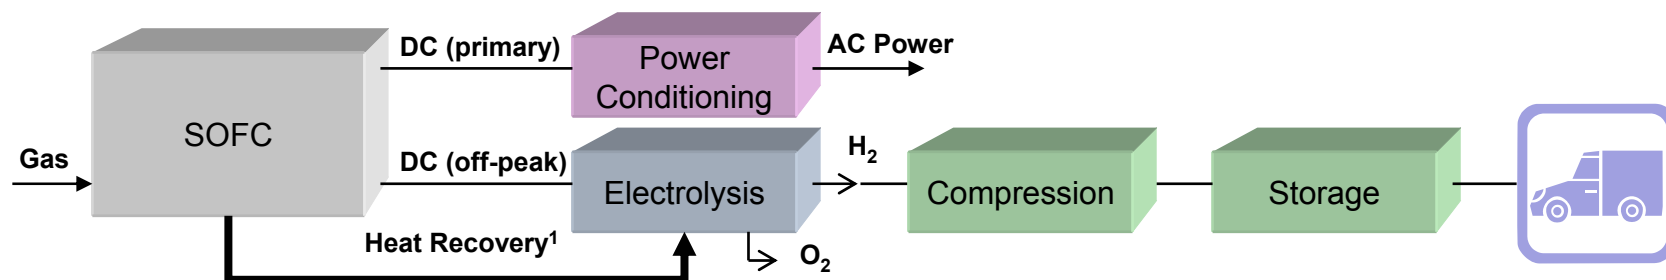 DC (primary)
Power
Conditioning
AC Power
SOFC
Gas
DC (off-peak)
Electrolysis
H₂
Compression
Storage
Heat Recovery¹
O₂